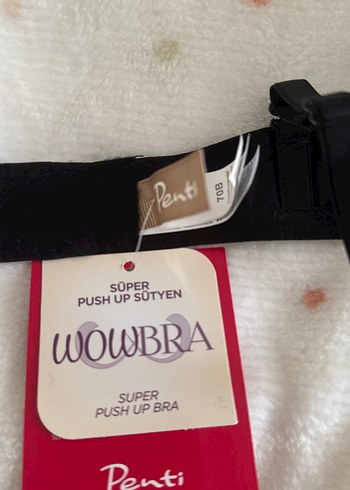 Penti
70B
SÜPER
PUSH UP SÜTYEN
WOWBRA
SUPER
PUSH UP BRA
Penti